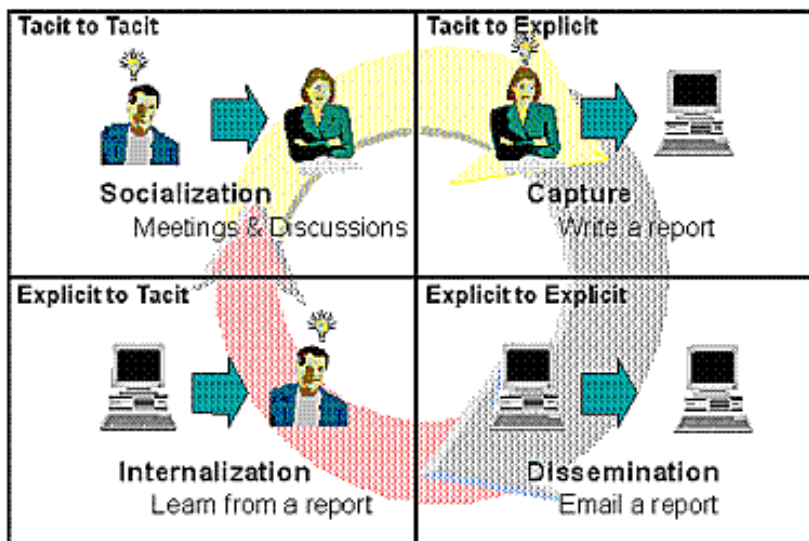 Tacit to Tacit
Socialization
Meetings & Discussions
Tacit to Explicit
Capture
Write a report
Explicit to Tacit
Internalization
Learn from a report
Explicit to Explicit
Dissemination
Email a report